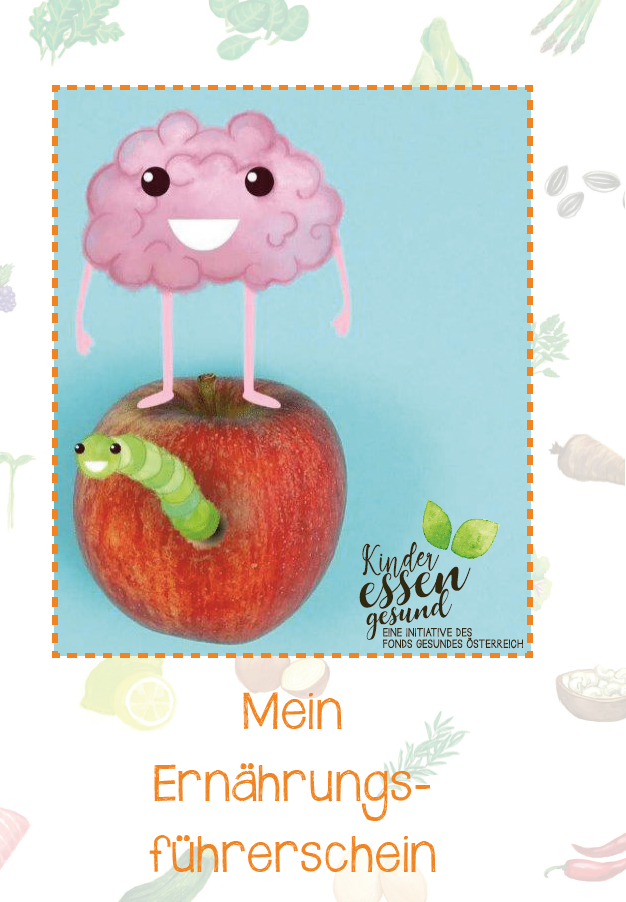 Kinder
essen
gesund
EINE INITIATIVE DES
FONDS GESUNDES ÖSTERREICH
Mein
Ernährungs-
führerschein